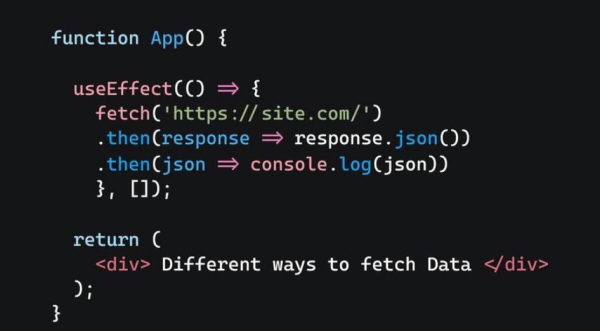 function App() {
useEffect(() => {
fetch('https://site.com/')
.then(response => response.json())
.then(json => console.log(json))
}, []);
return (
<div> Different ways to fetch Data </div>
);
}